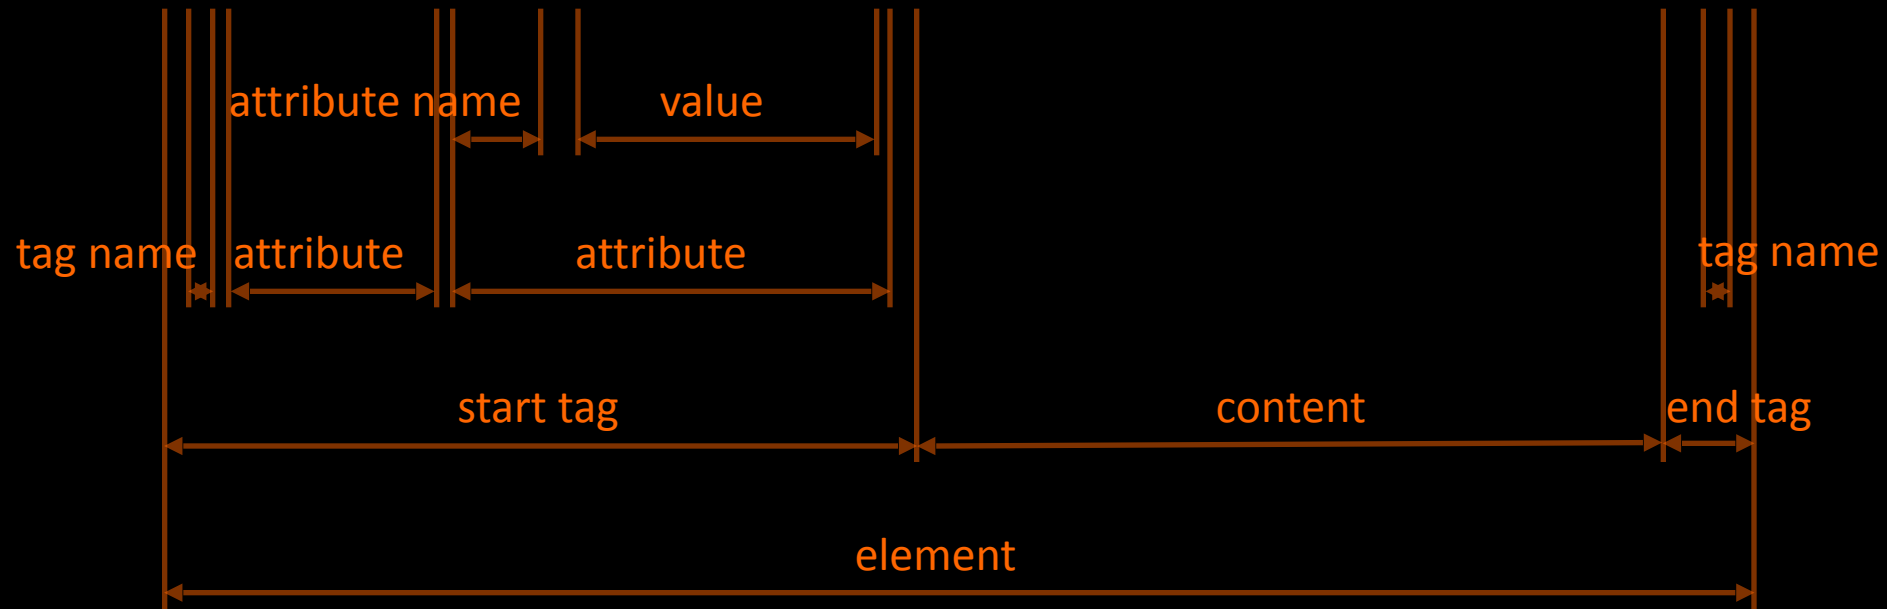 attribute name value
tag name attribute attribute tag name
start tag content end tag
element